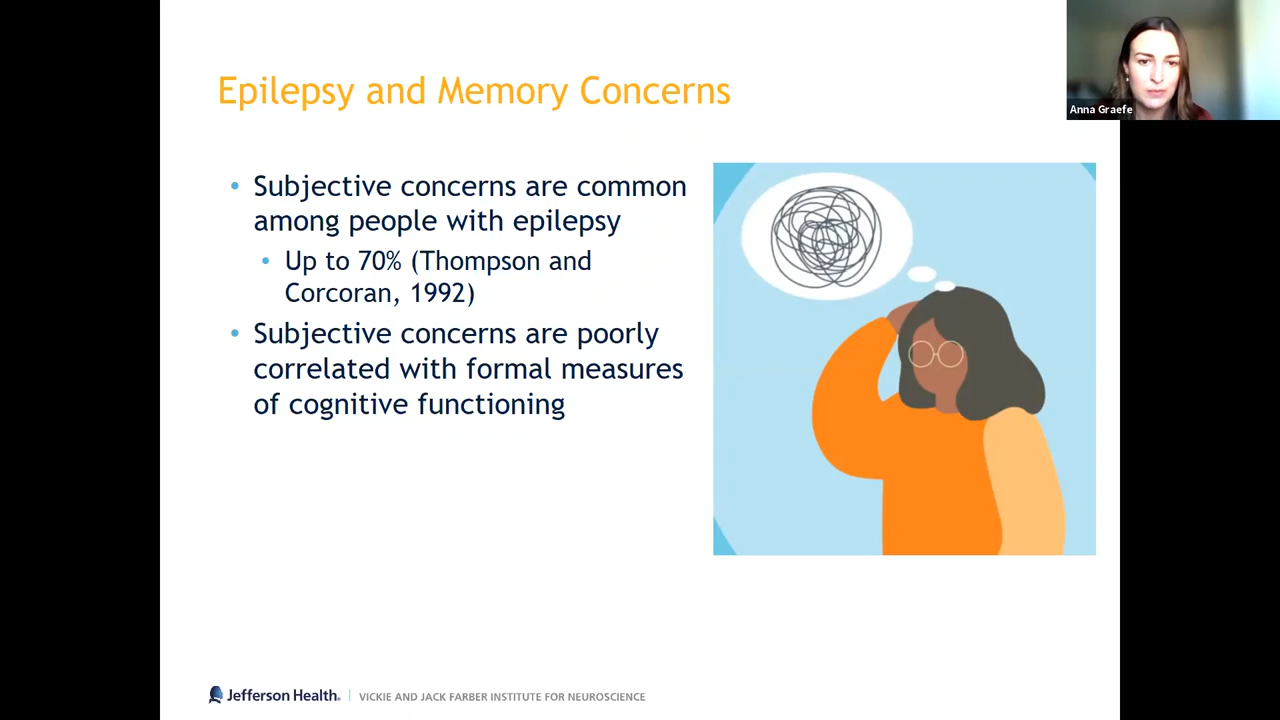 Epilepsy and Memory Concerns
Anna Graefe
• Subjective concerns are common
among people with epilepsy
• Up to 70% (Thompson and
Corcoran, 1992)
• Subjective concerns are poorly
correlated with formal measures
of cognitive functioning
Jefferson Health. | VICKIE AND JACK FARBER INSTITUTE FOR NEUROSCIENCE